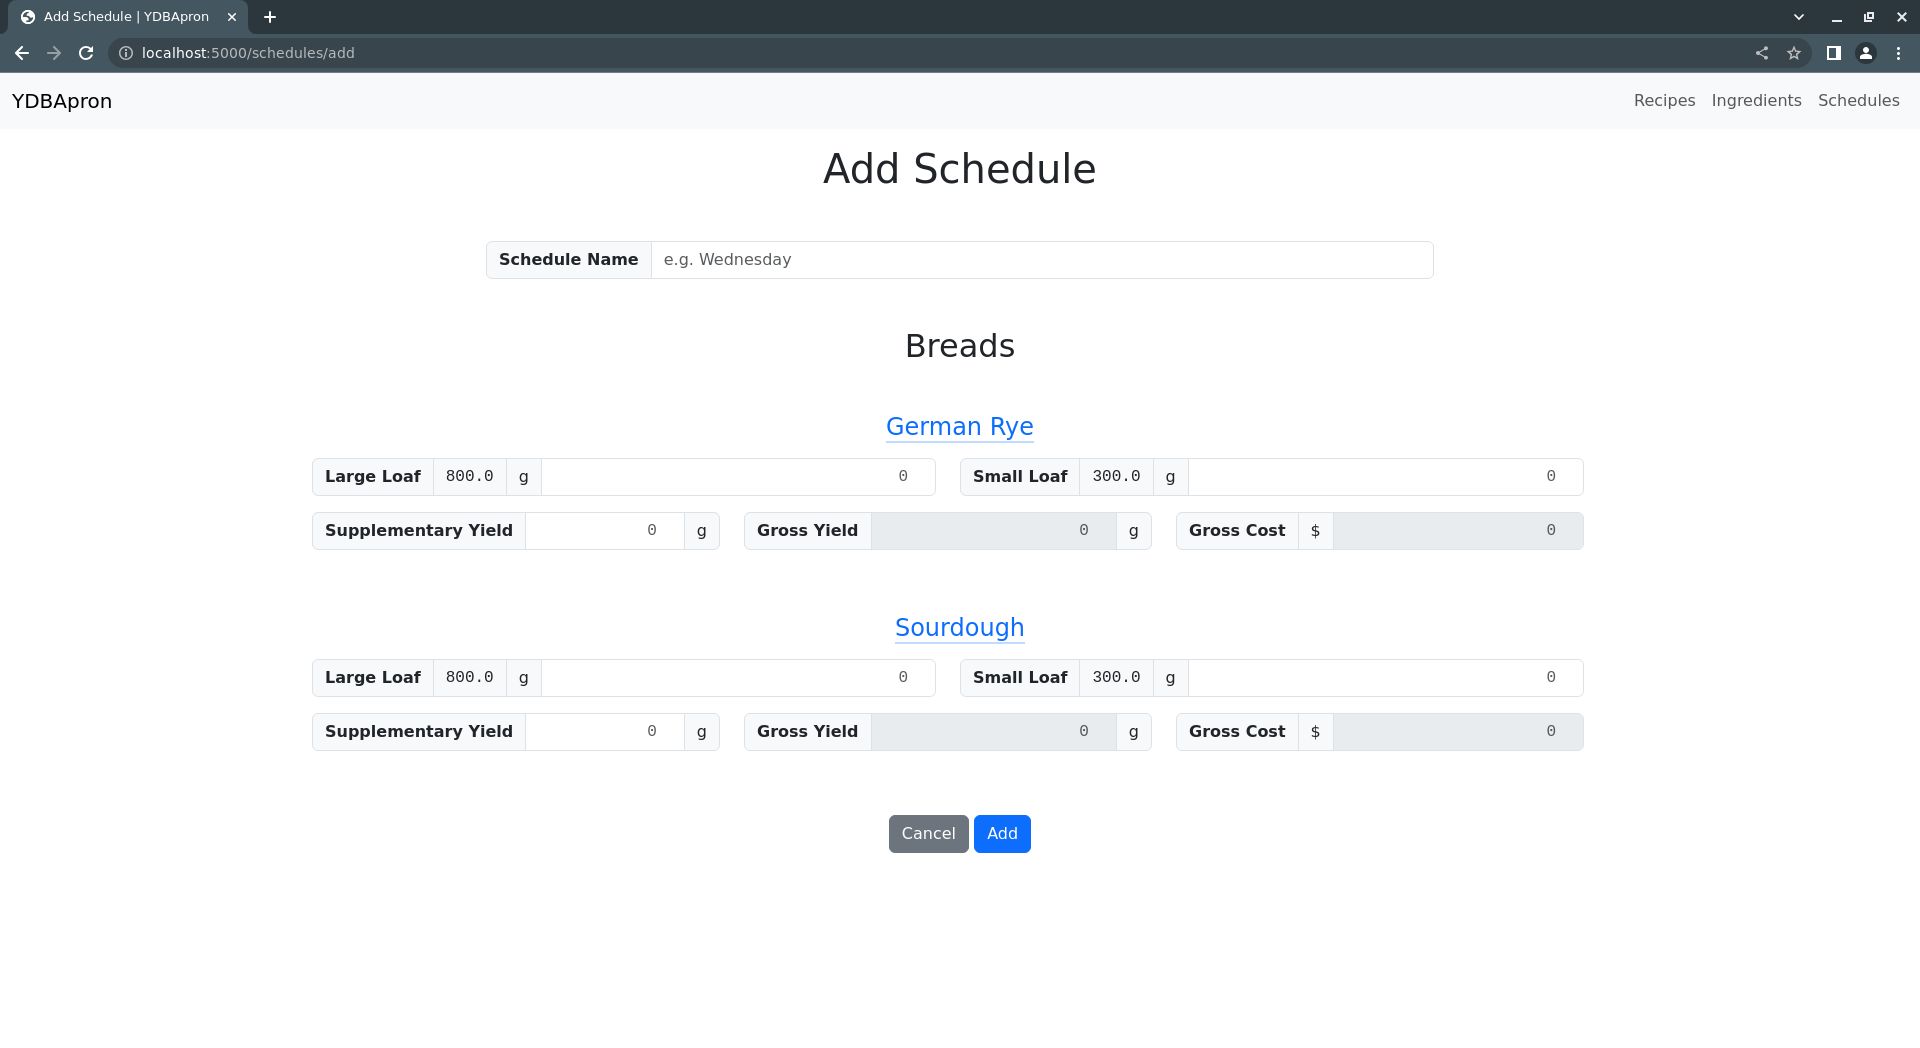 Add Schedule | YDBApron
localhost:5000/schedules/add
YDBApron Recipes Ingredients Schedules
Add Schedule
Schedule Name e.g. Wednesday
Breads
German Rye
Large Loaf 800.0 g 0 Small Loaf 300.0 g 0
Supplementary Yield 0 g Gross Yield 0 g Gross Cost $ 0
Sourdough
Large Loaf 800.0 g 0 Small Loaf 300.0 g 0
Supplementary Yield 0 g Gross Yield 0 g Gross Cost $ 0
Cancel Add